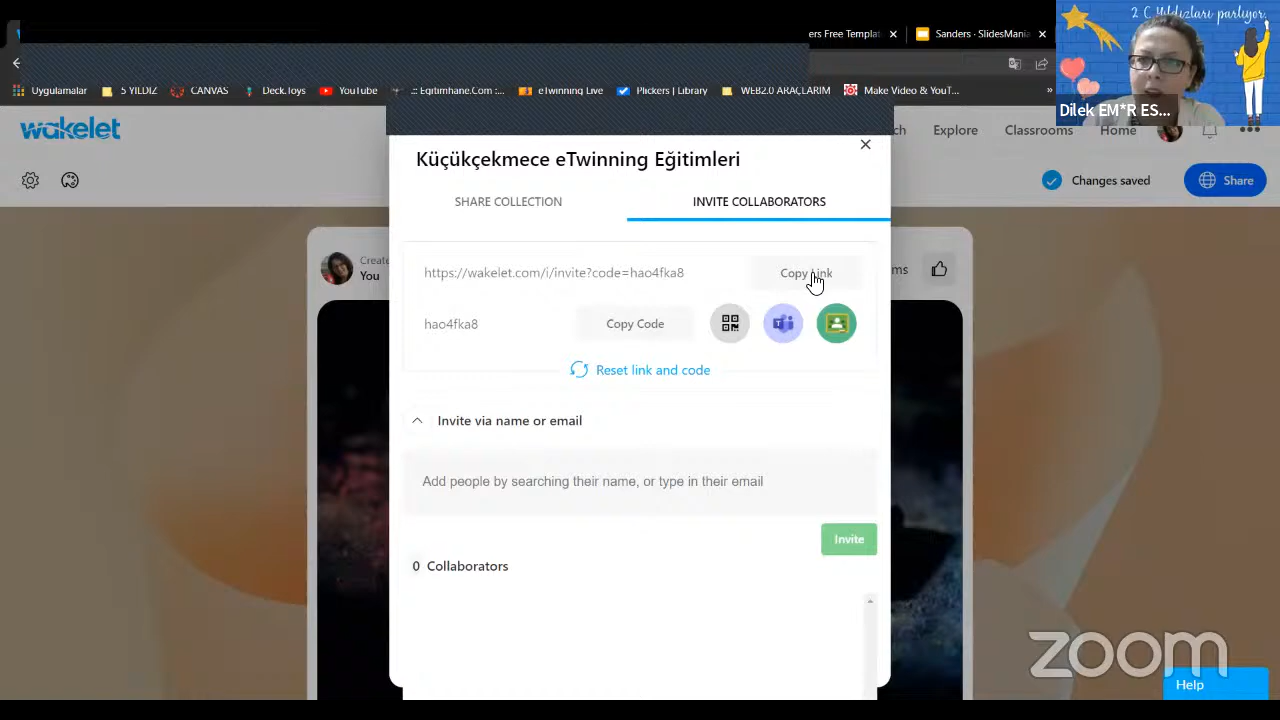 2 C Yıldızları parlıyor.
ers Free Templat
Sanders · SlidesMania
Uygulamalar
5 YILDIZ
CANVAS
Deck.Toys
YouTube
.:: Eğitimhane.Com :...
eTwinning Live
Plickers | Library
WEB2.0 ARAÇLARIM
Make Video & YouT...
»
Dilek EM*R ES...
wakelet
ch
Explore
Classrooms
Home
Küçükçekmece eTwinning Eğitimleri
SHARE COLLECTION
INVITE COLLABORATORS
Changes saved
Share
Create
You
https://wakelet.com/i/invite?code=hao4fka8
Copy Link
ms
hao4fka8
Copy Code
Reset link and code
Invite via name or email
Add people by searching their name, or type in their email
Invite
0 Collaborators
zoom
Help